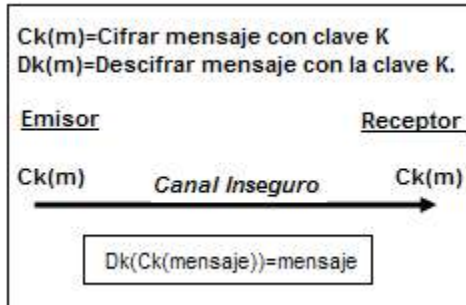 Ck(m)=Cifrar mensaje con clave K
Dk(m)=Descifrar mensaje con la clave K.
Emisor Receptor
Ck(m) Canal Inseguro Ck(m)
Dk(Ck(mensaje))=mensaje